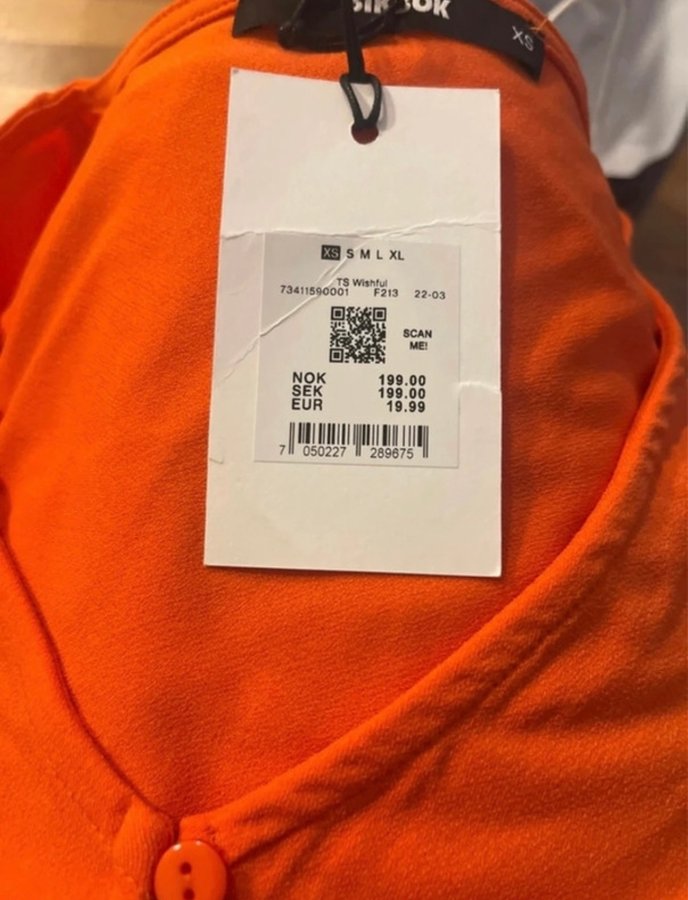 XS
XS S M L XL
TS Wishful
73411590001 F213 22-03
SCAN
ME!
NOK 199.00
SEK 199.00
EUR 19.99
7 050227 289675